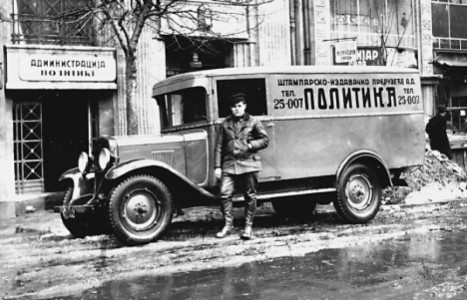 АДМИНИСТРАЦИЈА
ПОЛИТИКЕ
ШТАМПАРСКО-ИЗДАВАЧКО ПРЕДУЗЕЋЕ А.Д.
ТЕЛ. 25-007 ПОЛИТИКА ТЕЛ. 25-007